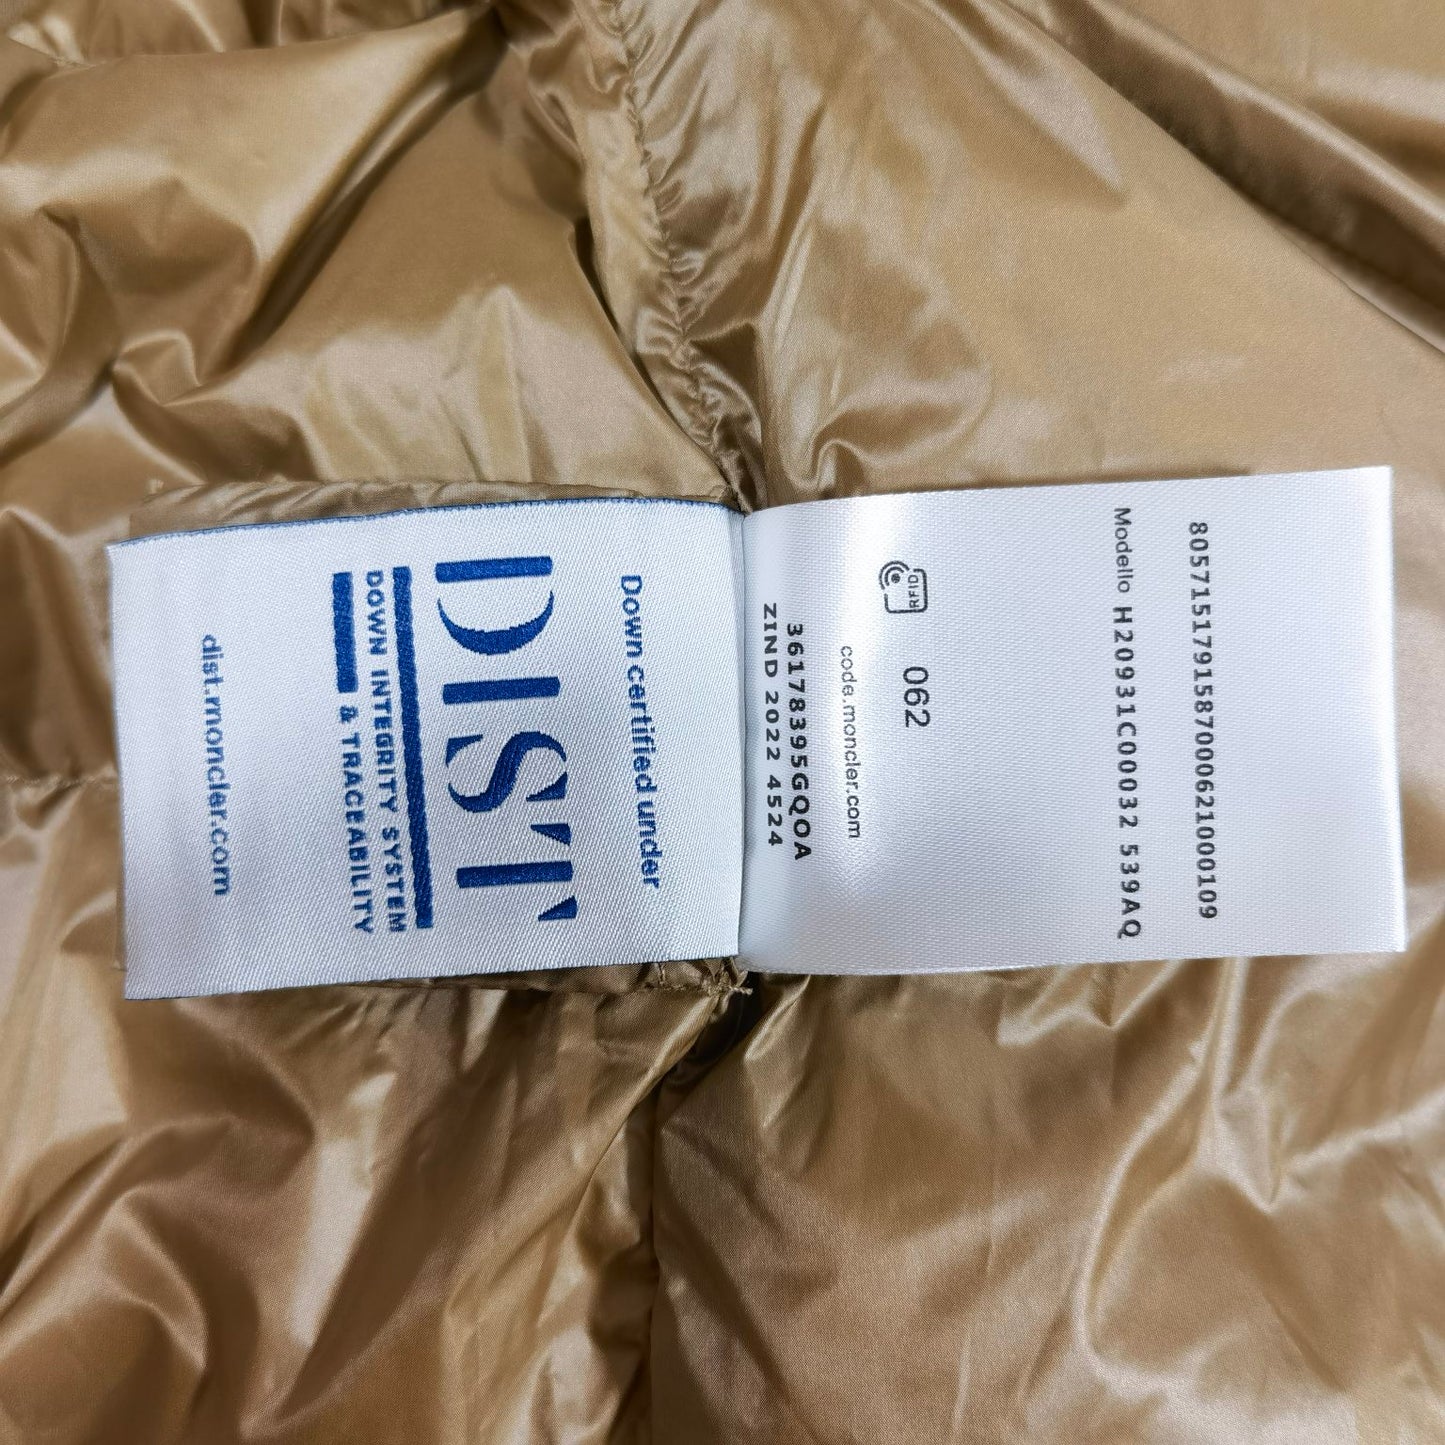 Down certified under
DIST
DOWN INTEGRITY SYSTEM
& TRACEABILITY
dist.moncler.com
8057151791587000621000109
Modello H20931C00032 539AQ
RFID
062
code.moncler.com
36178395GQOA
ZIND 2022 4524